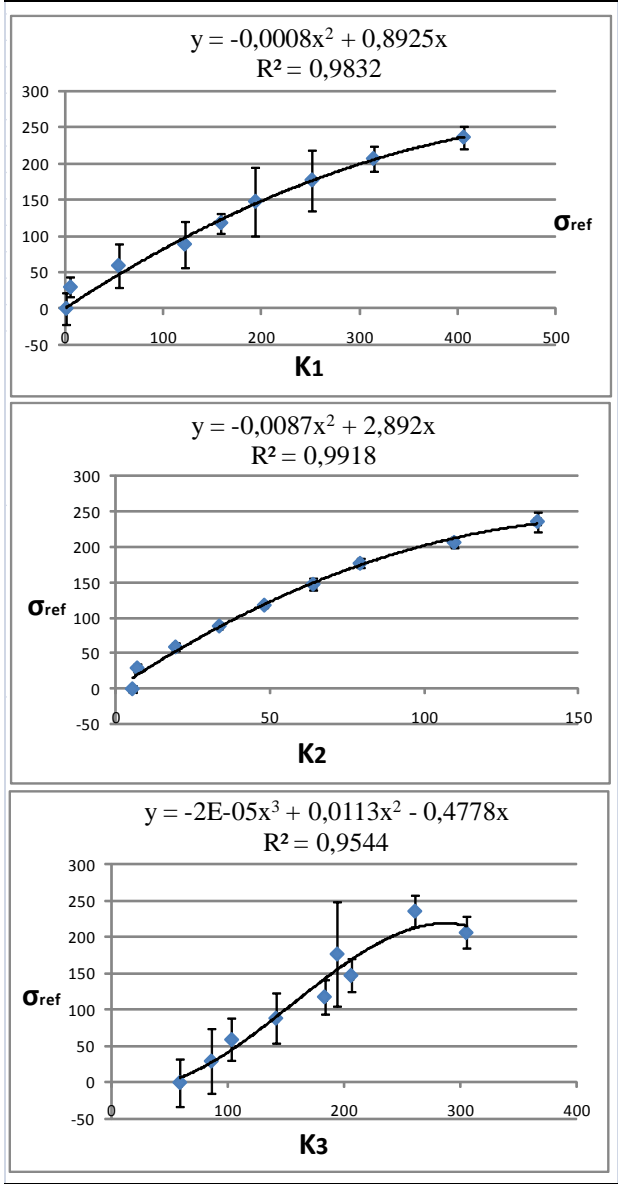 y = -0,0008x² + 0,8925x
R² = 0,9832
300
250
200
150
100
50
0
-50
0 100 200 300 400 500
σref
K1
y = -0,0087x² + 2,892x
R² = 0,9918
300
250
200
150
100
50
0
-50
0 50 100 150
σref
K2
y = -2E-05x³ + 0,0113x² - 0,4778x
R² = 0,9544
300
250
200
150
100
50
0
-50
0 100 200 300 400
σref
K3